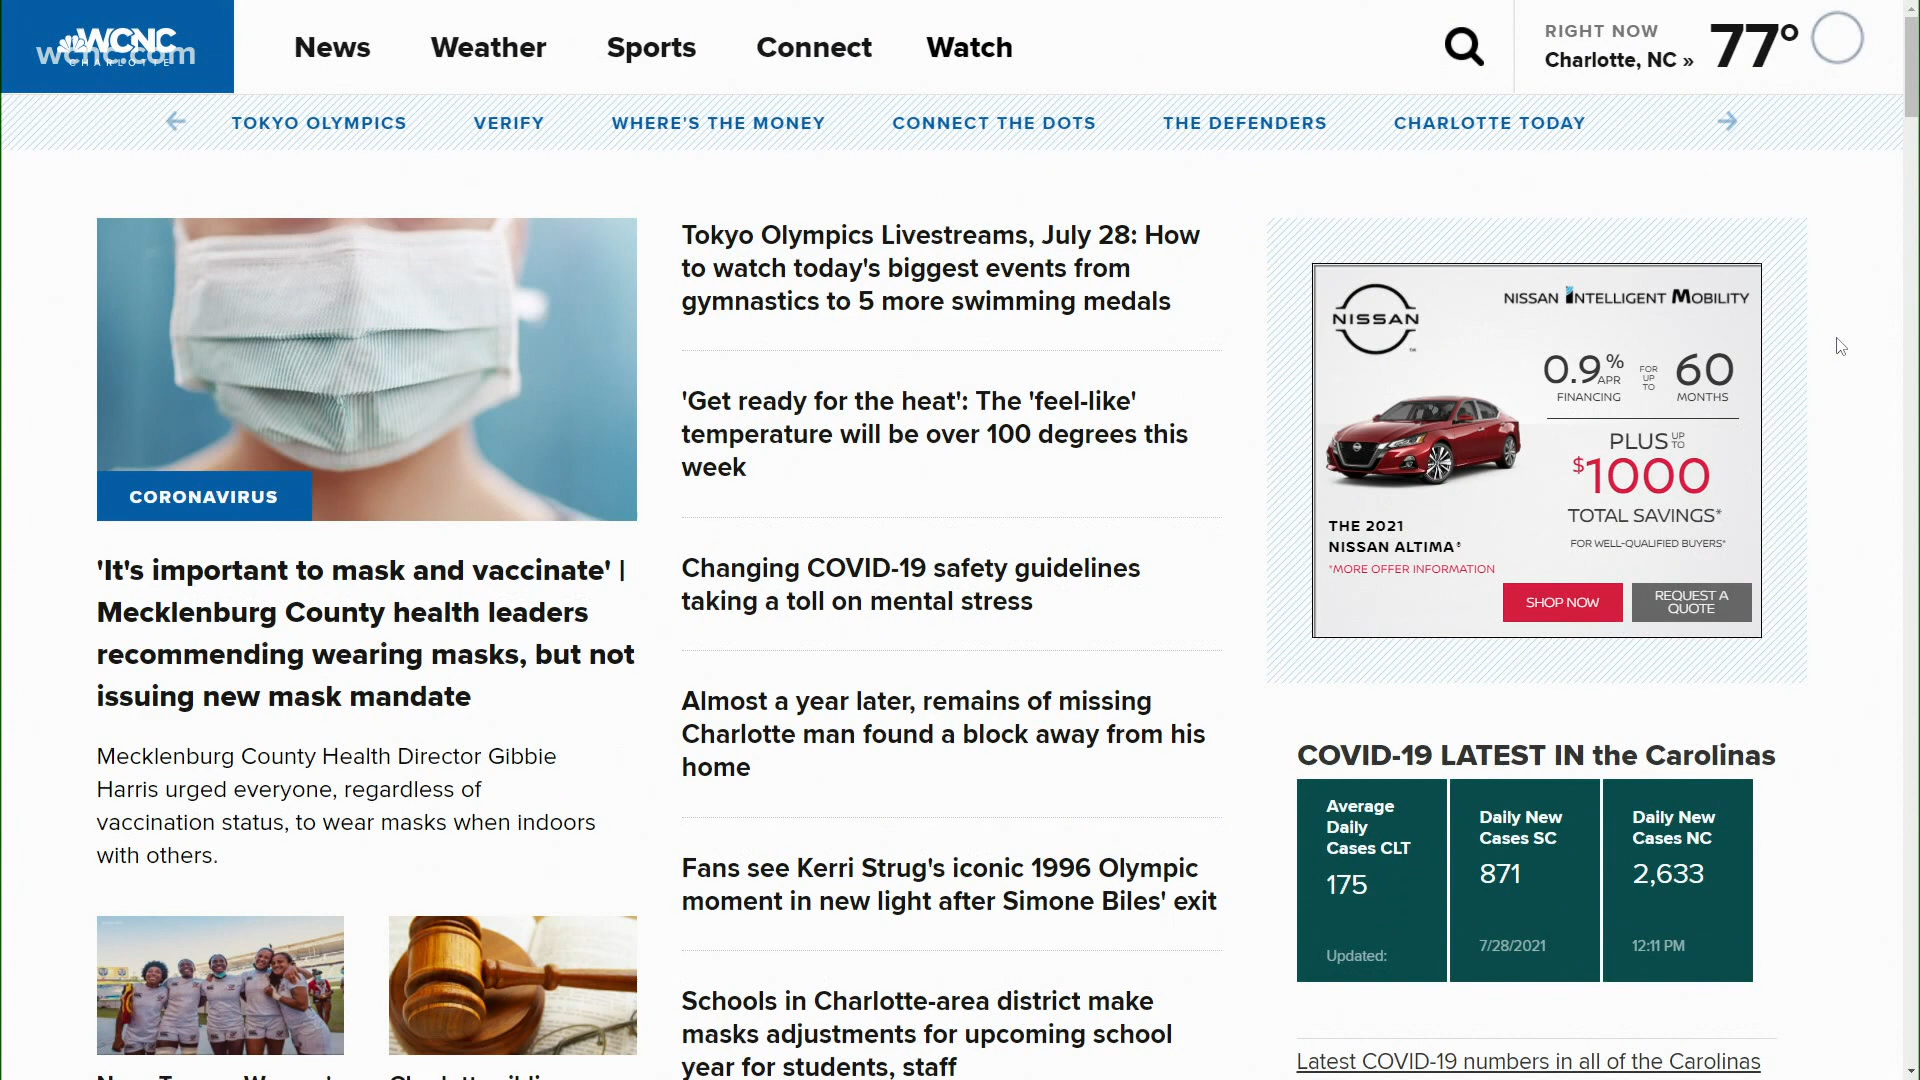 WCNC
wcnc.com
CHARLOTTE
News
Weather
Sports
Connect
Watch
RIGHT NOW
Charlotte, NC »
77°
TOKYO OLYMPICS
VERIFY
WHERE'S THE MONEY
CONNECT THE DOTS
THE DEFENDERS
CHARLOTTE TODAY
CORONAVIRUS
'It's important to mask and vaccinate' |
Mecklenburg County health leaders
recommending wearing masks, but not
issuing new mask mandate
Mecklenburg County Health Director Gibbie
Harris urged everyone, regardless of
vaccination status, to wear masks when indoors
with others.
Tokyo Olympics Livestreams, July 28: How
to watch today's biggest events from
gymnastics to 5 more swimming medals
'Get ready for the heat': The 'feel-like'
temperature will be over 100 degrees this
week
Changing COVID-19 safety guidelines
taking a toll on mental stress
Almost a year later, remains of missing
Charlotte man found a block away from his
home
Fans see Kerri Strug's iconic 1996 Olympic
moment in new light after Simone Biles' exit
Schools in Charlotte-area district make
masks adjustments for upcoming school
year for students, staff
NISSAN
NISSAN INTELLIGENT MOBILITY
0.9% APR
FINANCING
FOR
UP
TO
60
MONTHS
PLUS UP TO
$1000
TOTAL SAVINGS*
FOR WELL-QUALIFIED BUYERS*
THE 2021
NISSAN ALTIMA®
*MORE OFFER INFORMATION
SHOP NOW
REQUEST A
QUOTE
COVID-19 LATEST IN the Carolinas
Average
Daily
Cases CLT
175
Updated:
Daily New
Cases SC
871
7/28/2021
Daily New
Cases NC
2,633
12:11 PM
Latest COVID-19 numbers in all of the Carolinas